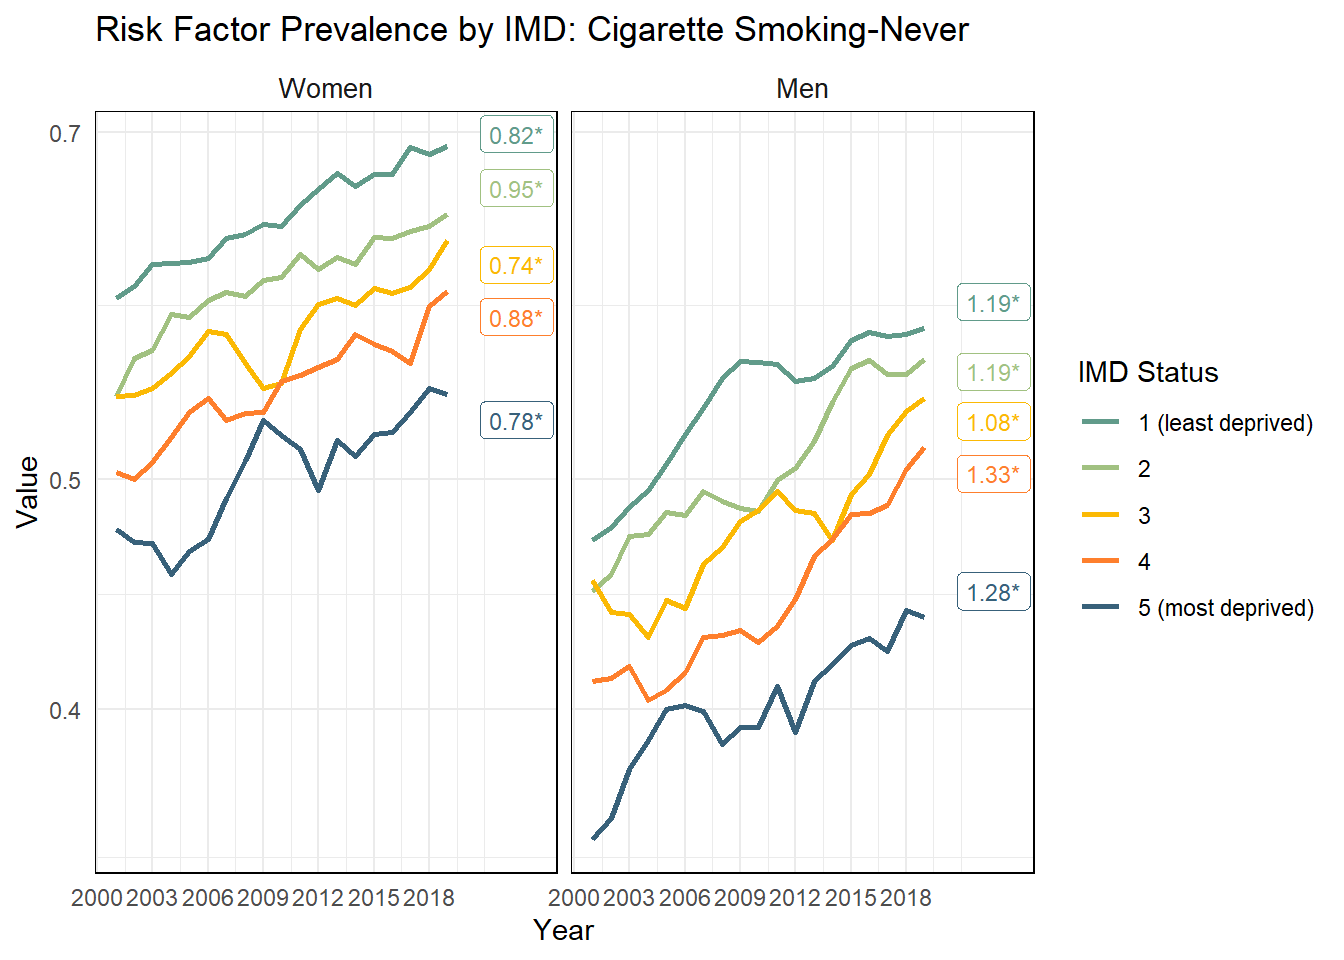 Risk Factor Prevalence by IMD: Cigarette Smoking-Never
Women
Men
Value
0.7
0.5
0.4
0.82*
0.95*
0.74*
0.88*
0.78*
1.19*
1.19*
1.08*
1.33*
1.28*
2000 2003 2006 2009 2012 2015 2018
2000 2003 2006 2009 2012 2015 2018
Year
IMD Status
1 (least deprived)
2
3
4
5 (most deprived)